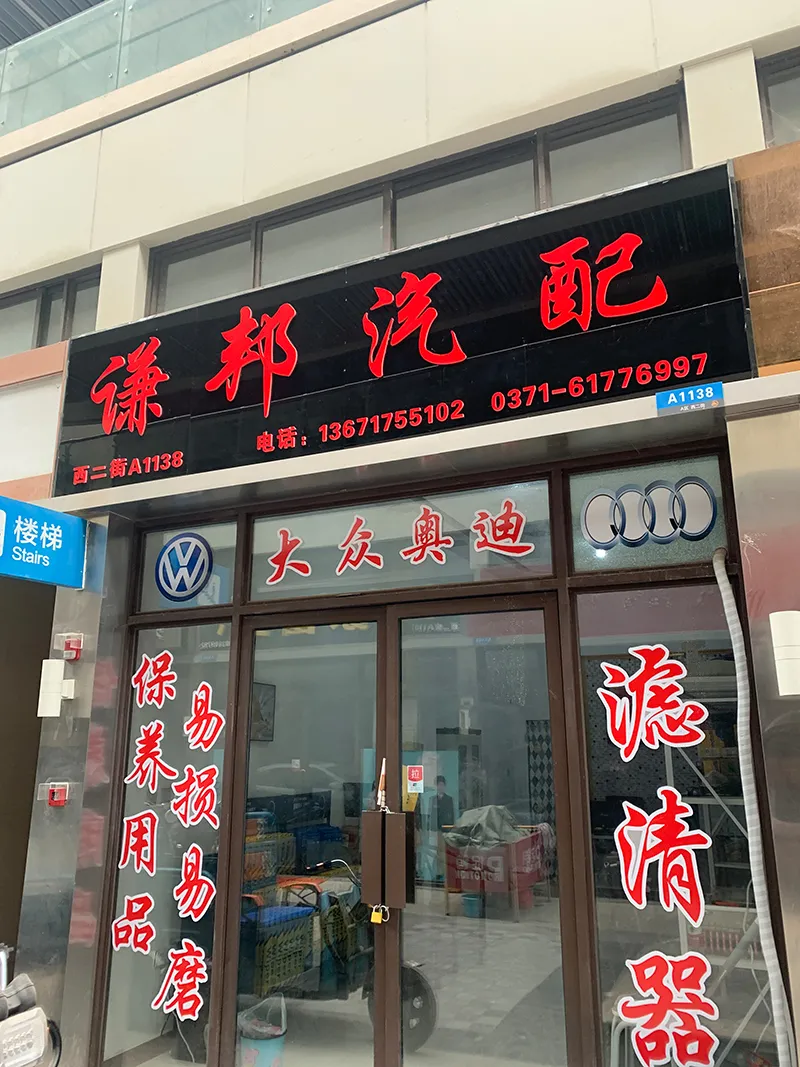 谦邦汽配
西二街A1138
电话：13671755102 0371-61776997
A1138
楼梯
Stairs
大众奥迪
保养用品
易损易磨
滤清器
拉